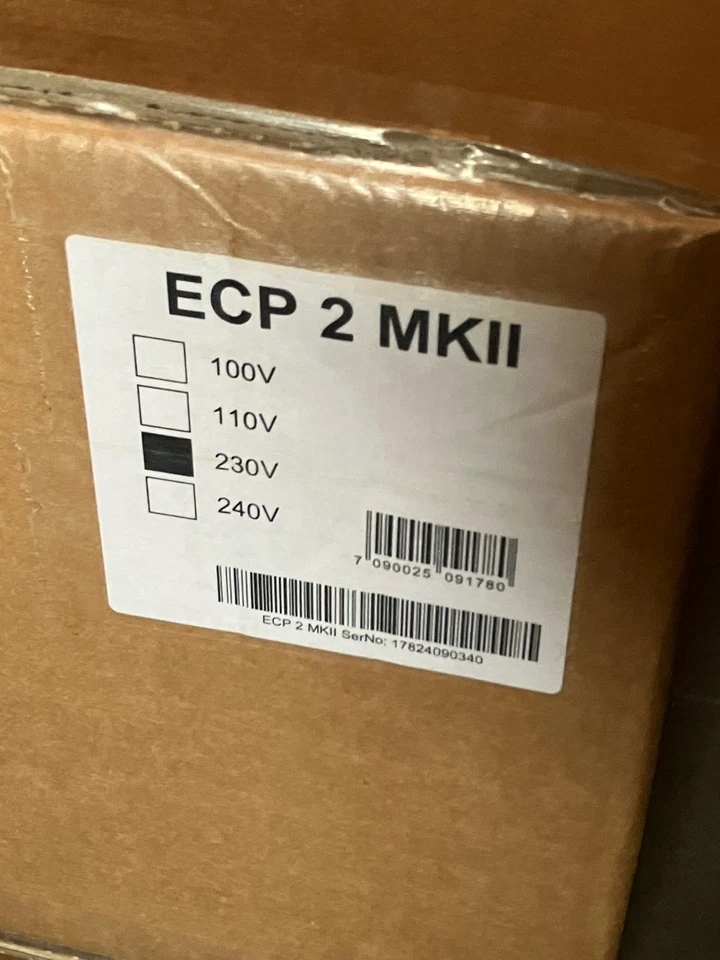 ECP 2 MKII
100V
110V
230V
240V
7 090025 091780
ECP 2 MKII SerNo; 17824090340